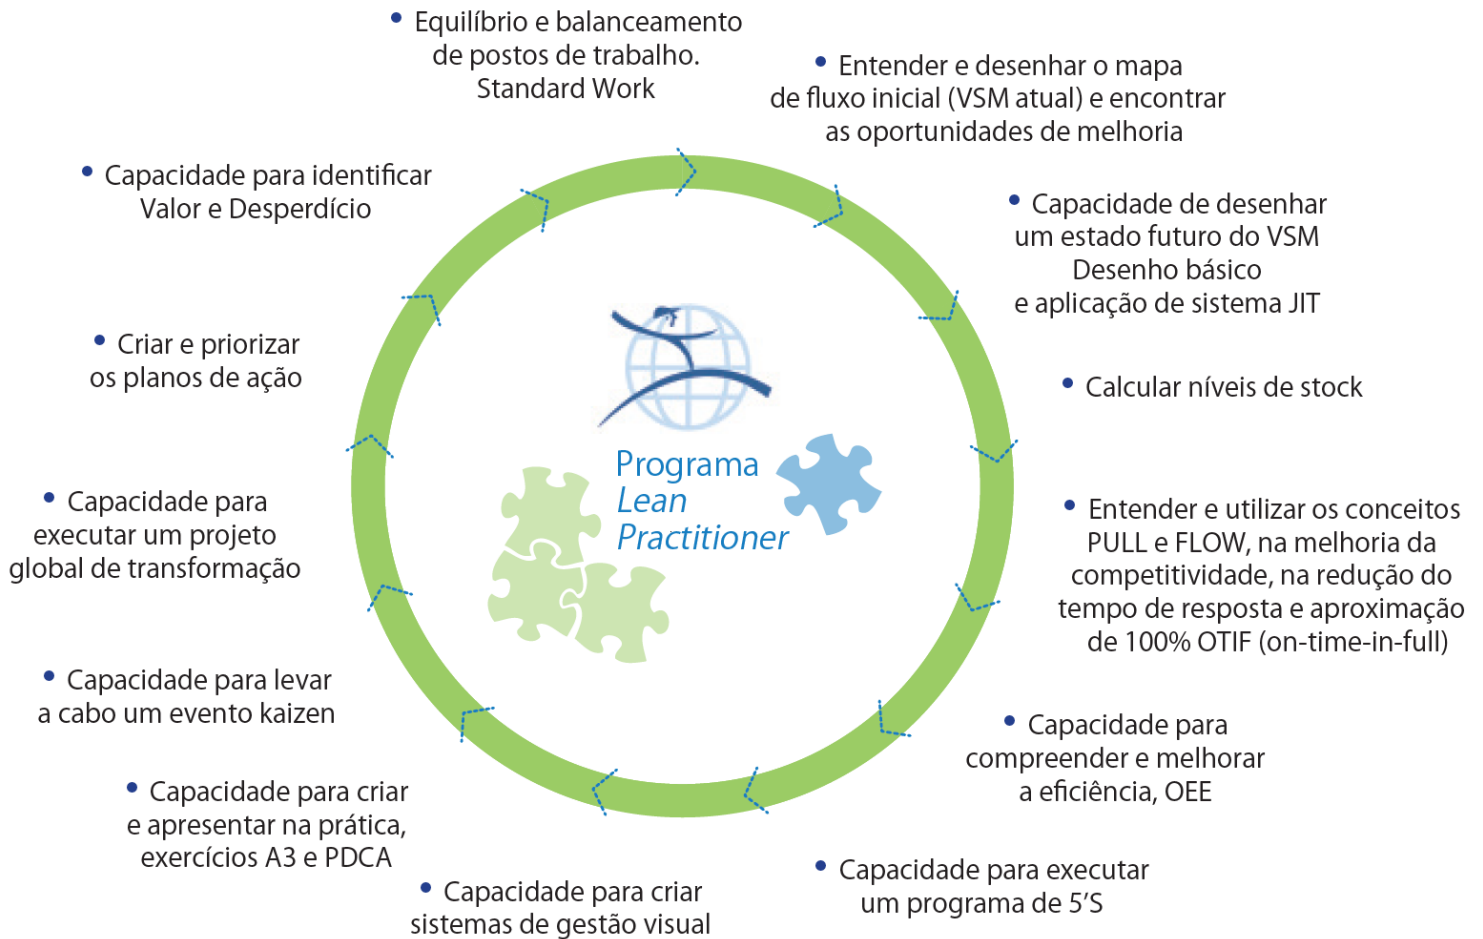 • Equilíbrio e balanceamento
de postos de trabalho.
Standard Work
• Entender e desenhar o mapa
de fluxo inicial (VSM atual) e encontrar
as oportunidades de melhoria
• Capacidade de desenhar
um estado futuro do VSM
Desenho básico
e aplicação de sistema JIT
• Calcular níveis de stock
• Entender e utilizar os conceitos
PULL e FLOW, na melhoria da
competitividade, na redução do
tempo de resposta e aproximação
de 100% OTIF (on-time-in-full)
• Capacidade para
compreender e melhorar
a eficiência, OEE
• Capacidade para executar
um programa de 5'S
• Capacidade para criar
sistemas de gestão visual
• Capacidade para criar
e apresentar na prática,
exercícios A3 e PDCA
• Capacidade para levar
a cabo um evento kaizen
• Capacidade para
executar um projeto
global de transformação
• Criar e priorizar
os planos de ação
• Capacidade para identificar
Valor e Desperdício
Programa
Lean
Practitioner